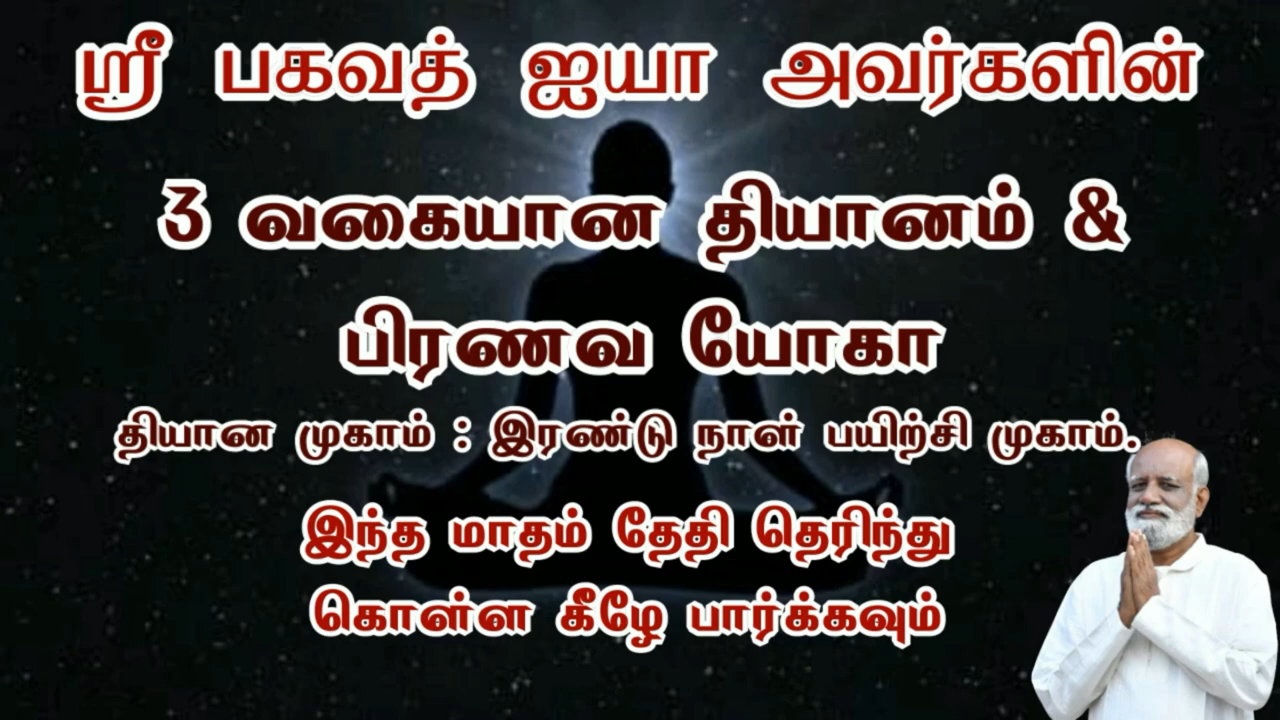 ஸ்ரீ பகவத் ஐயா அவர்களின்
3 வகையான தியானம் &
பிரணவ யோகா
தியான முகாம் : இரண்டு நாள் பயிற்சி முகாம்.
இந்த மாதம் தேதி தெரிந்து
கொள்ள கீழே பார்க்கவும்